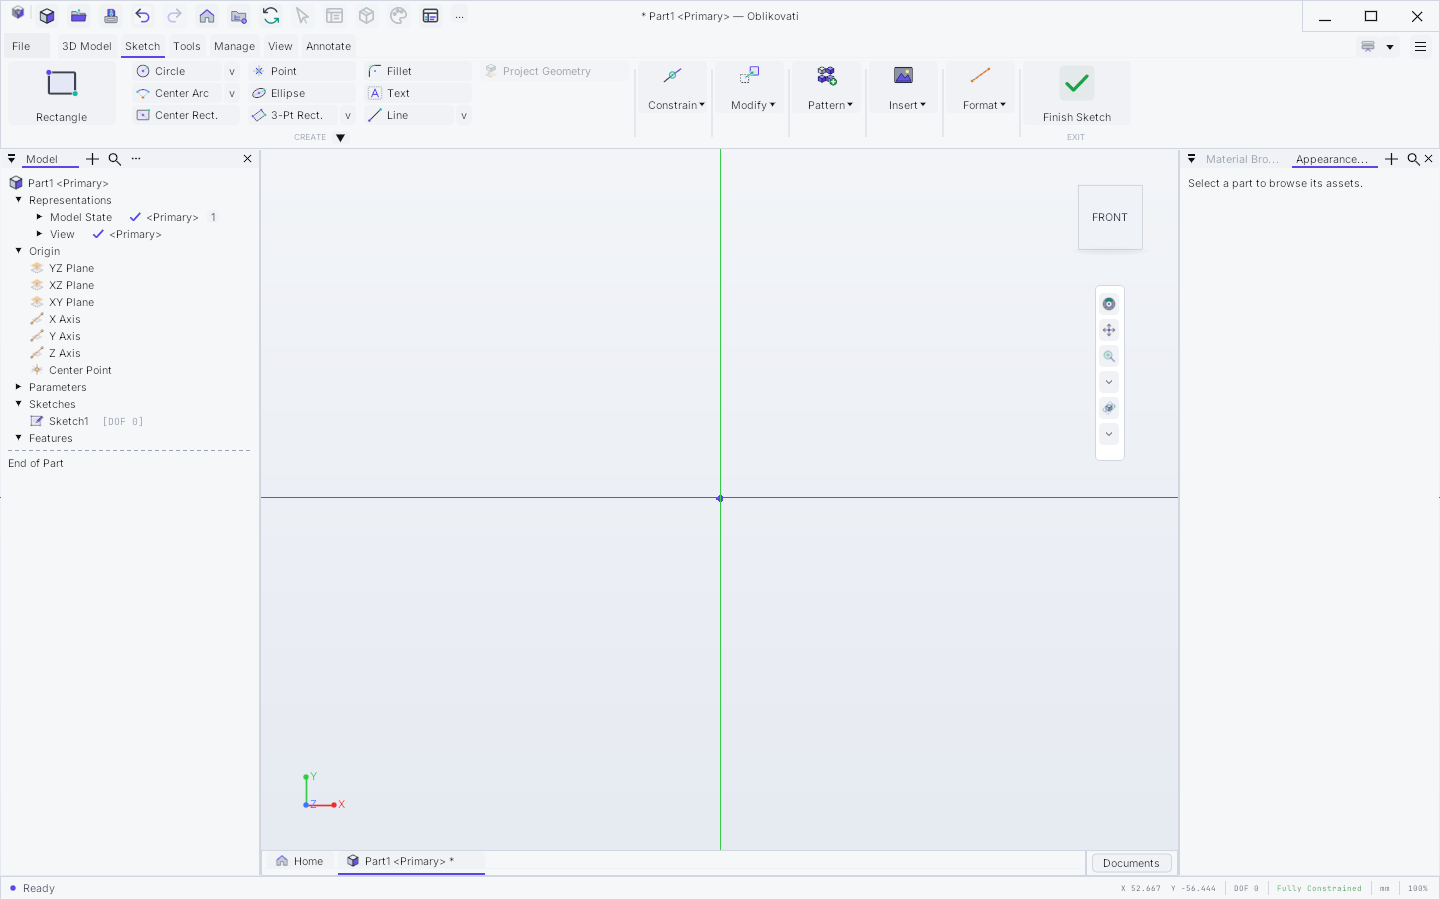 * Part1 <Primary> — Oblikovati
File
3D Model
Sketch
Tools
Manage
View
Annotate
Rectangle
Circle
v
Center Arc
v
Center Rect.
Point
Ellipse
3-Pt Rect.
v
Fillet
Text
Line
v
Project Geometry
CREATE
Constrain
Modify
Pattern
Insert
Format
Finish Sketch
EXIT
Model
Part1 <Primary>
Representations
Model State
<Primary>
1
View
<Primary>
Origin
YZ Plane
XZ Plane
XY Plane
X Axis
Y Axis
Z Axis
Center Point
Parameters
Sketches
Sketch1 [DOF 0]
Features
End of Part
FRONT
Y
Z
X
Material Bro...
Appearance...
Select a part to browse its assets.
Home
Part1 <Primary> *
Documents
Ready
X 52.667 Y -56.444
DOF 0
Fully Constrained
mm
100%